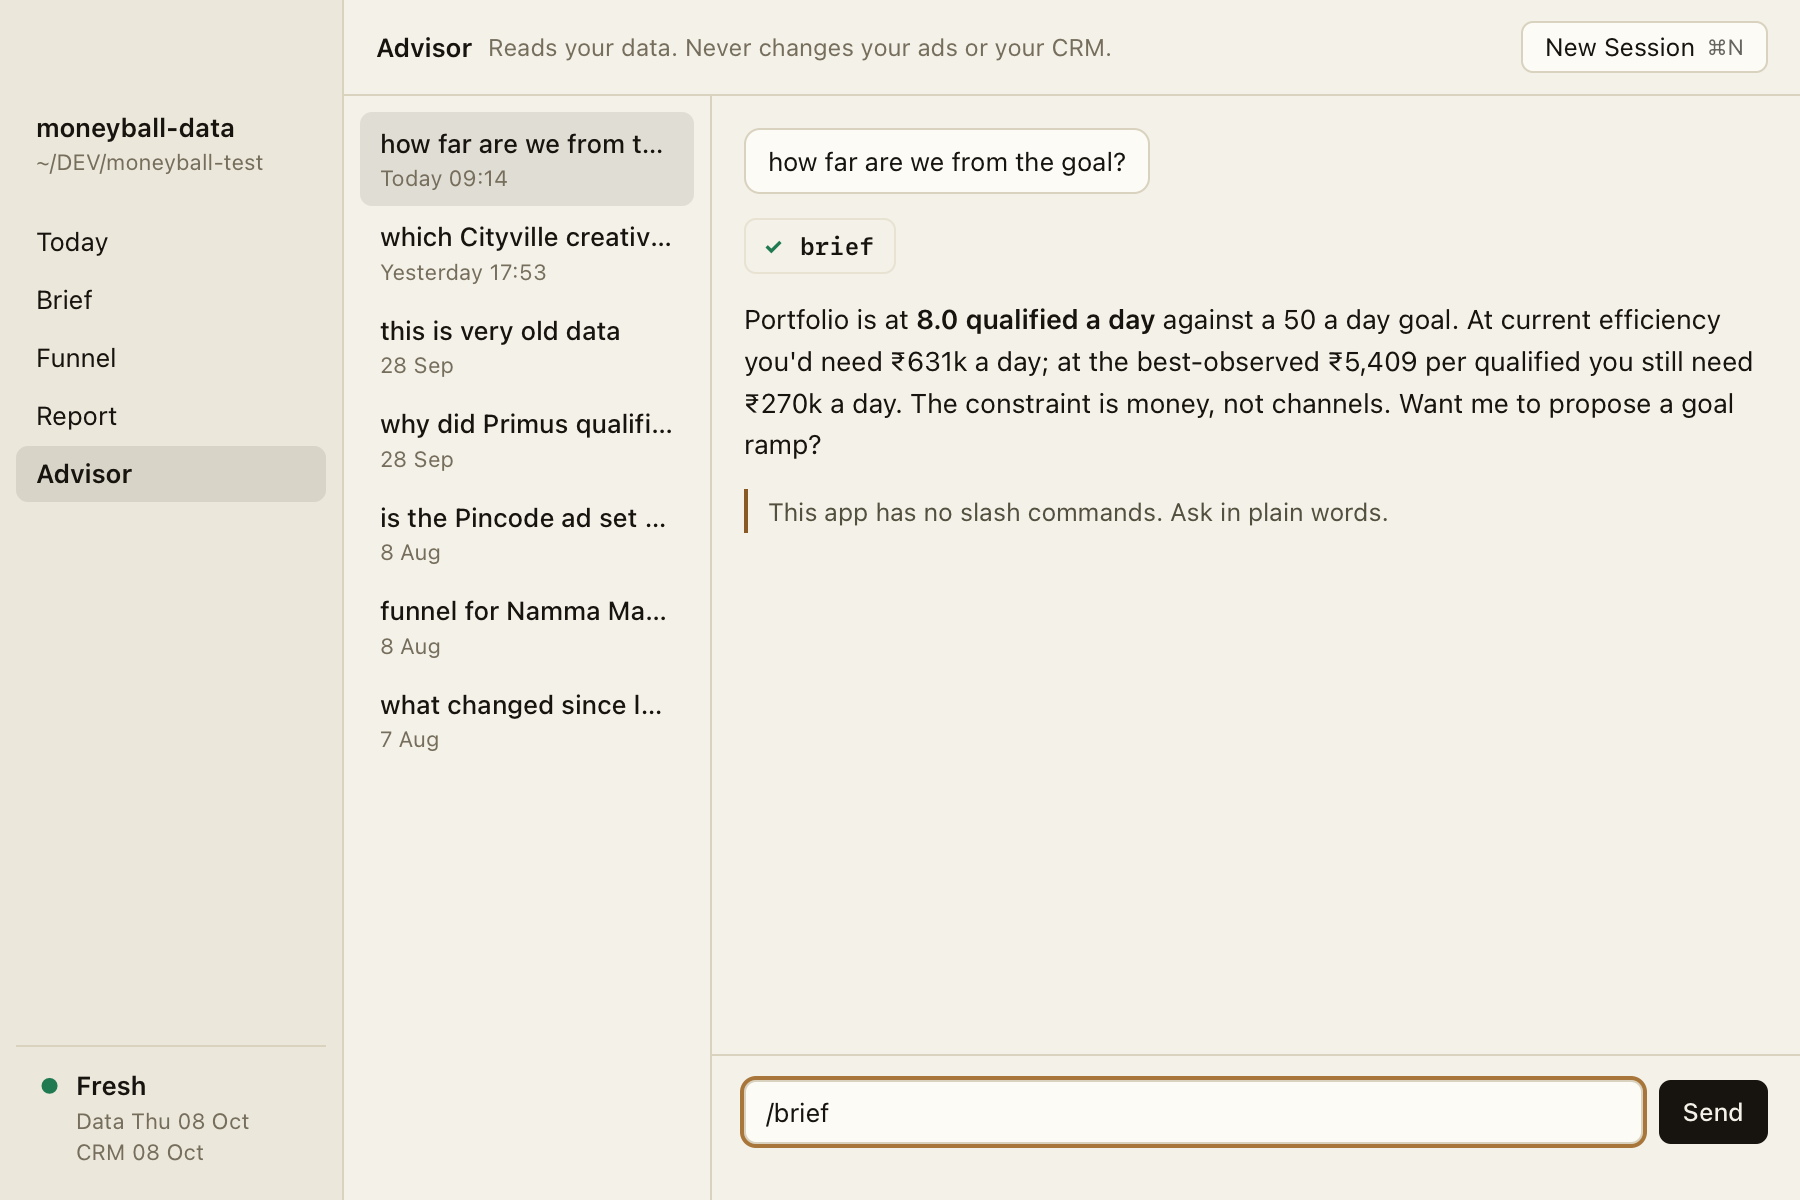 moneyball-data
~/DEV/moneyball-test
Today
Brief
Funnel
Report
Advisor
Fresh
Data Thu 08 Oct
CRM 08 Oct
Advisor Reads your data. Never changes your ads or your CRM.
New Session ⌘N
how far are we from t...
Today 09:14
which Cityville creativ...
Yesterday 17:53
this is very old data
28 Sep
why did Primus qualifi...
28 Sep
is the Pincode ad set ...
8 Aug
funnel for Namma Ma...
8 Aug
what changed since l...
7 Aug
how far are we from the goal?
✓ brief
Portfolio is at 8.0 qualified a day against a 50 a day goal. At current efficiency
you'd need ₹631k a day; at the best-observed ₹5,409 per qualified you still need
₹270k a day. The constraint is money, not channels. Want me to propose a goal
ramp?
This app has no slash commands. Ask in plain words.
/brief
Send